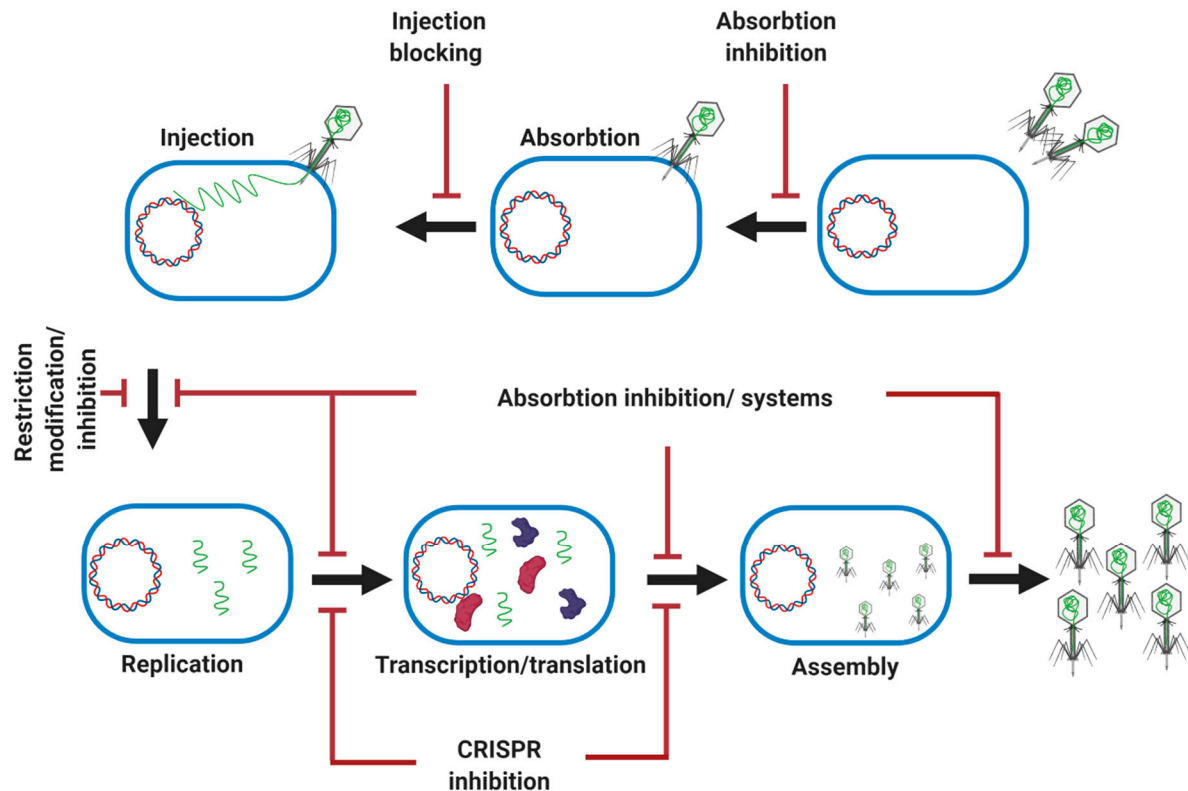 Injection
blocking
Absorbtion
inhibition
Injection
Absorbtion
Restriction
modification/
inhibition
Absorbtion inhibition/ systems
Replication
Transcription/translation
Assembly
CRISPR
inhibition